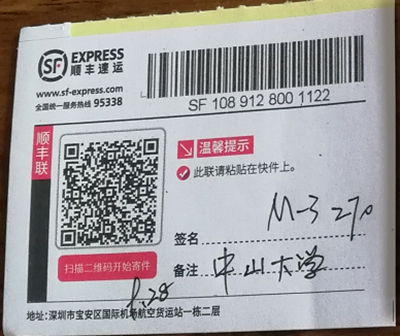 SF EXPRESS
顺丰速运
www.sf-express.com
全国统一服务热线 95338
SF 108 912 800 1122
顺丰联
温馨提示
此联请粘贴在快件上。
M-3 270
签名
扫描二维码开始寄件
备注 中山大学
8.28
地址:深圳市宝安区国际机场航空货运站一栋二层